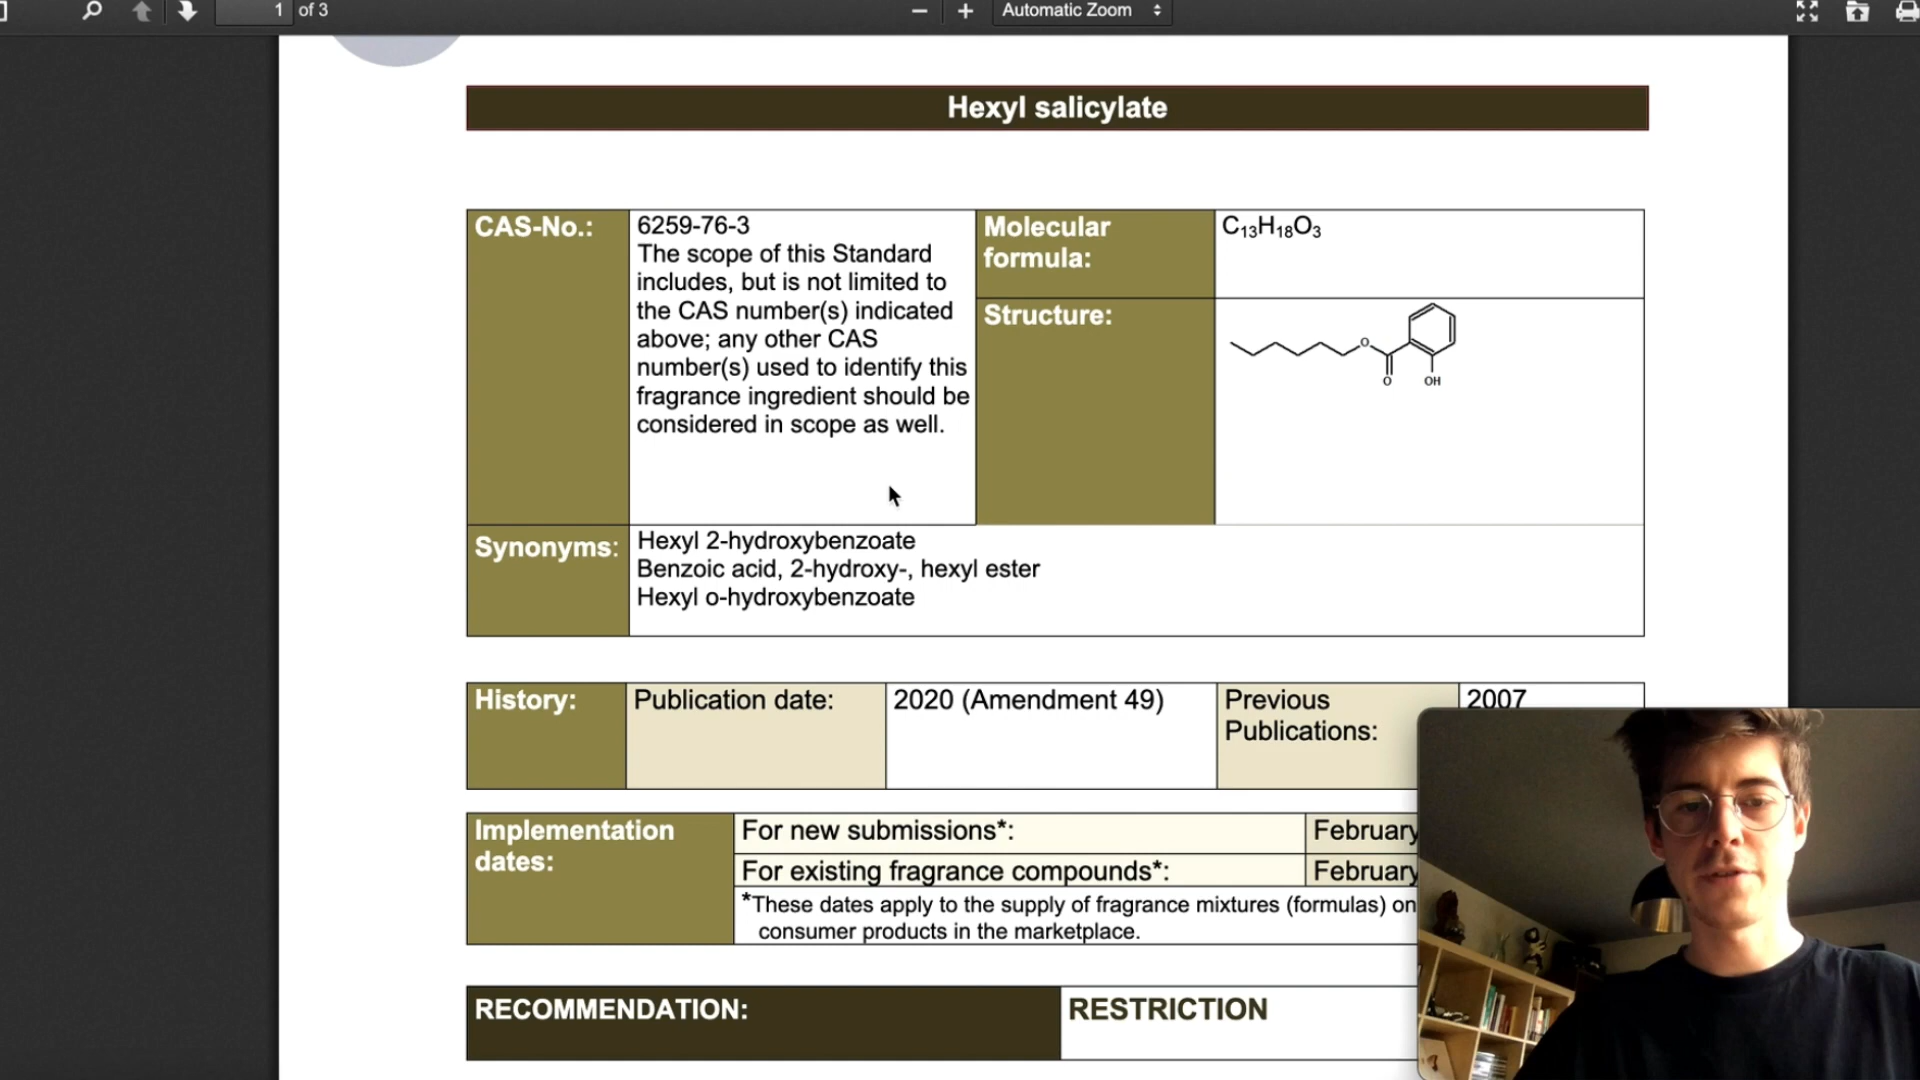 1 of 3
Automatic Zoom
Hexyl salicylate
CAS-No.:
6259-76-3
The scope of this Standard
includes, but is not limited to
the CAS number(s) indicated
above; any other CAS
number(s) used to identify this
fragrance ingredient should be
considered in scope as well.
Molecular
formula:
C₁₃H₁₈O₃
Structure:
O
O
OH
Synonyms:
Hexyl 2-hydroxybenzoate
Benzoic acid, 2-hydroxy-, hexyl ester
Hexyl o-hydroxybenzoate
History:
Publication date:
2020 (Amendment 49)
Previous
Publications:
2007
Implementation
dates:
For new submissions*:
February
For existing fragrance compounds*:
February
*These dates apply to the supply of fragrance mixtures (formulas) on
consumer products in the marketplace.
RECOMMENDATION:
RESTRICTION